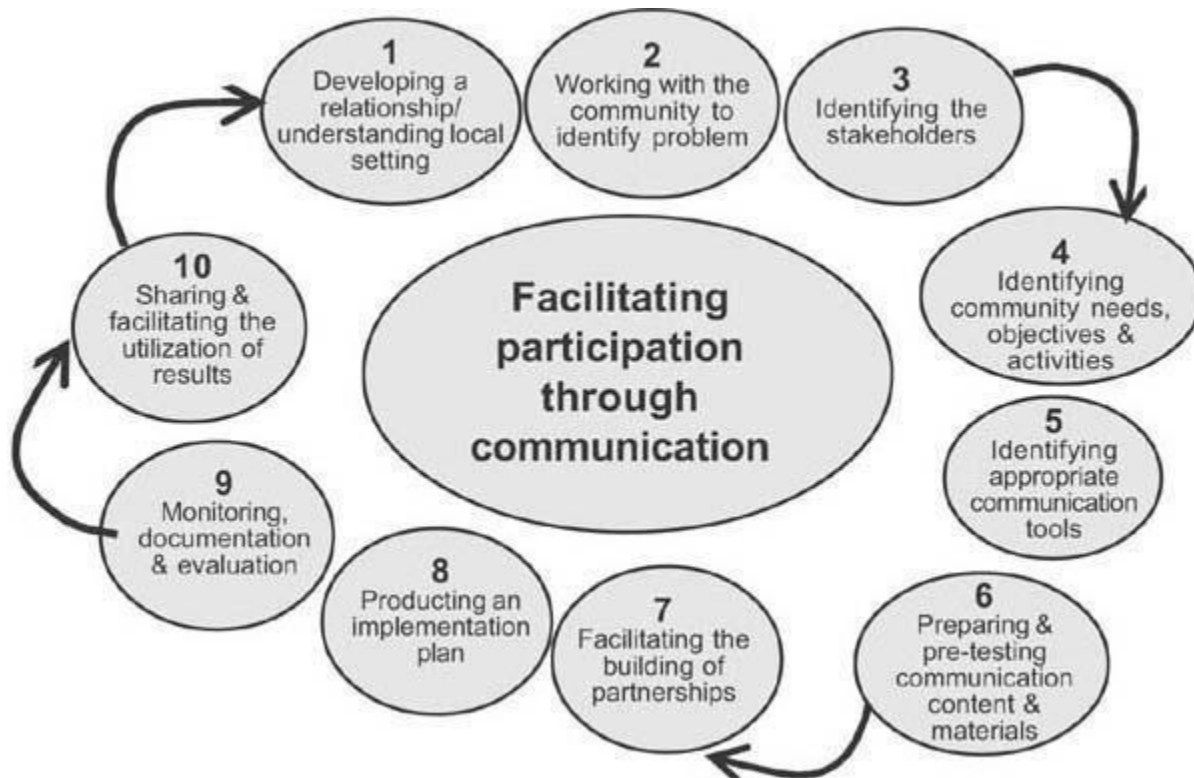 1
Developing a
relationship/
understanding local
setting
2
Working with the
community to
identify problem
3
Identifying the
stakeholders
4
Identifying
community needs,
objectives &
activities
5
Identifying
appropriate
communication
tools
6
Preparing &
pre-testing
communication
content &
materials
7
Facilitating the
building of
partnerships
8
Producting an
implementation
plan
9
Monitoring,
documentation
& evaluation
10
Sharing &
facilitating the
utilization of
results
Facilitating
participation
through
communication